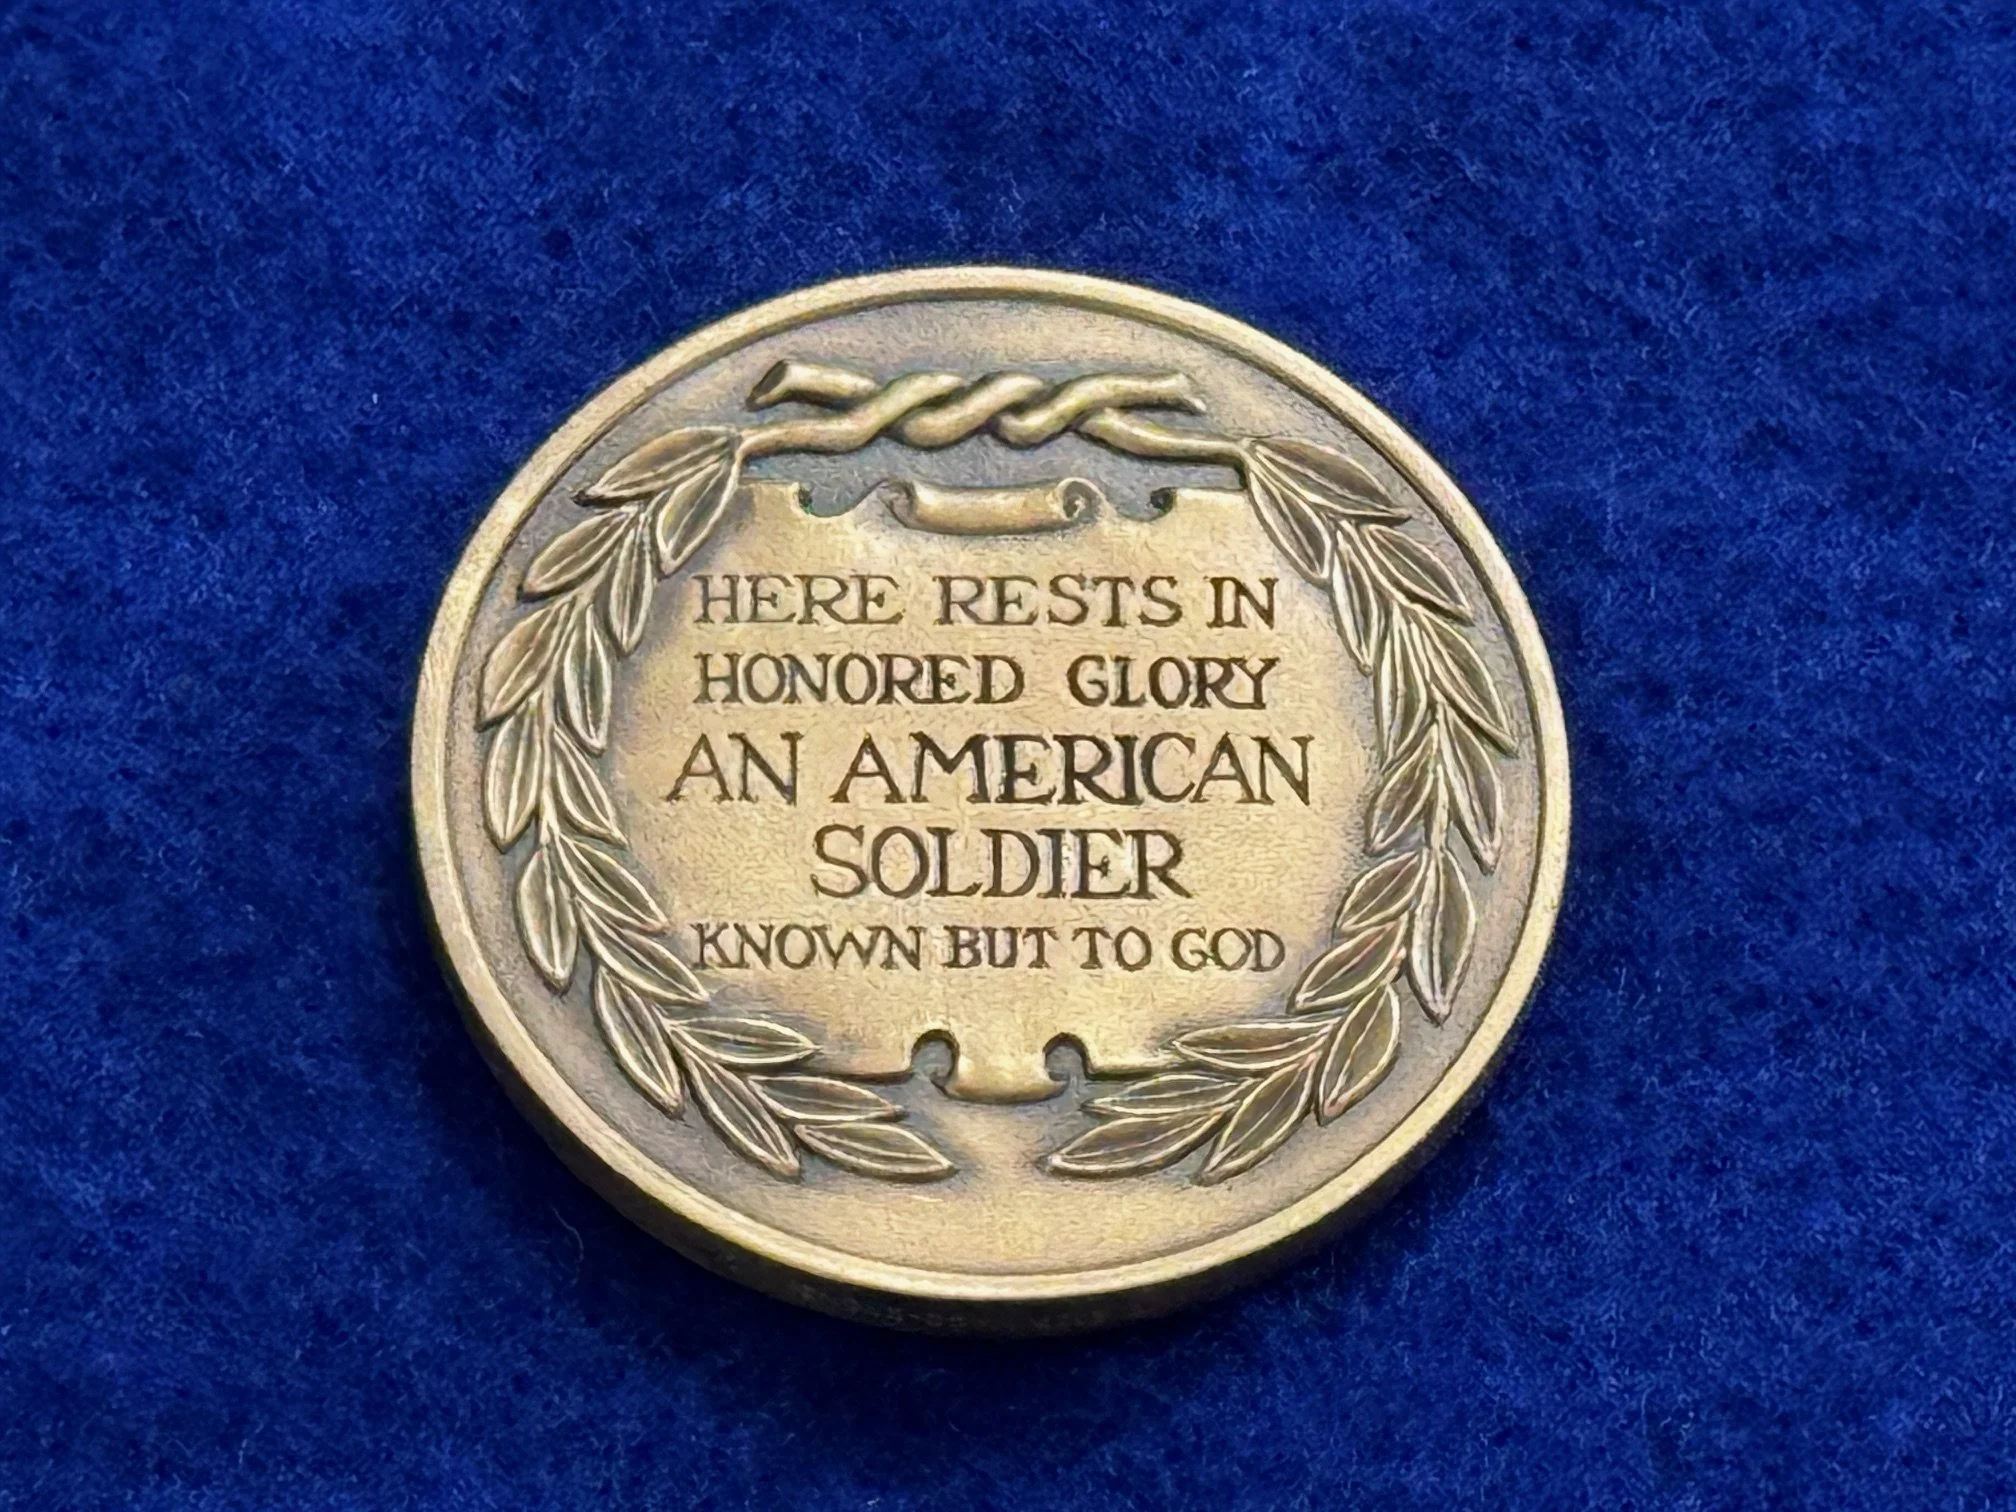 HERE RESTS IN
HONORED GLORY
AN AMERICAN
SOLDIER
KNOWN BUT TO GOD